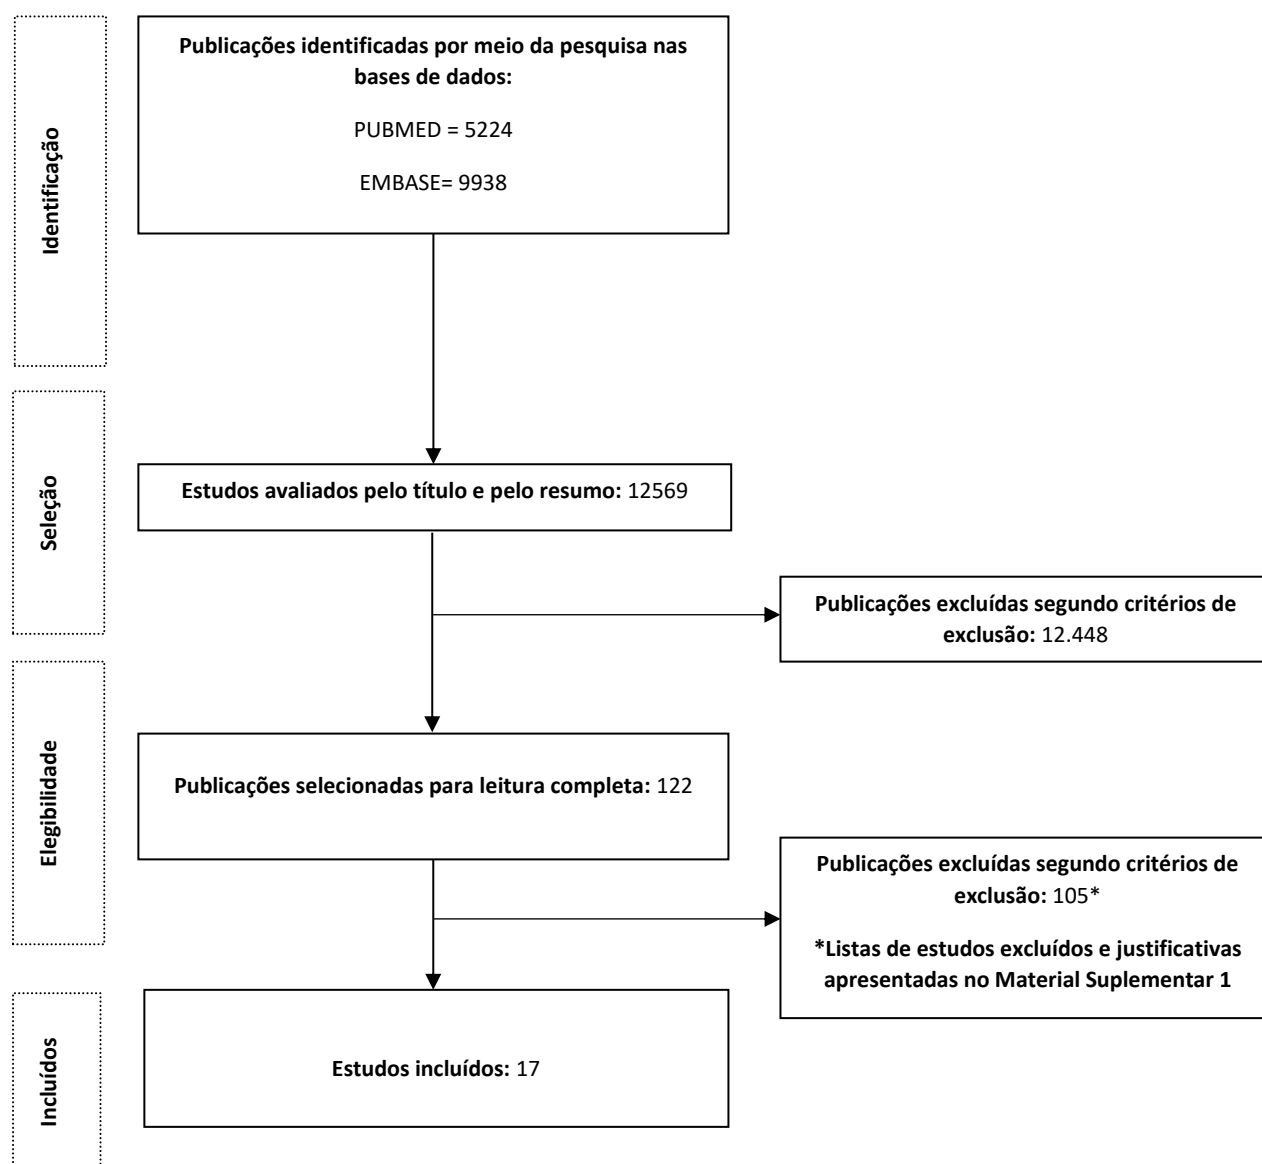 Identificação
Publicações identificadas por meio da pesquisa nas
bases de dados:
PUBMED = 5224
EMBASE= 9938
Seleção
Estudos avaliados pelo título e pelo resumo: 12569
Publicações excluídas segundo critérios de
exclusão: 12.448
Elegibilidade
Publicações selecionadas para leitura completa: 122
Publicações excluídas segundo critérios de
exclusão: 105*
*Listas de estudos excluídos e justificativas
apresentadas no Material Suplementar 1
Incluídos
Estudos incluídos: 17